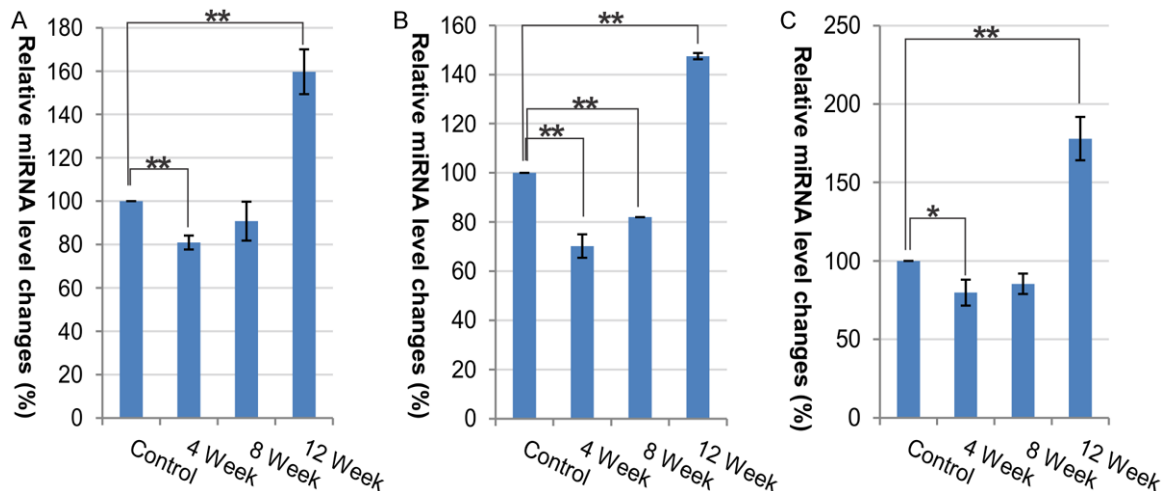 A
Relative miRNA level changes (%)
180
160
140
120
100
80
60
40
20
0
**
**
Control
4 Week
8 Week
12 Week
B
Relative miRNA level changes (%)
160
140
120
100
80
60
40
20
0
**
**
**
Control
4 Week
8 Week
12 Week
C
Relative miRNA level changes (%)
250
200
150
100
50
0
**
*
Control
4 Week
8 Week
12 Week